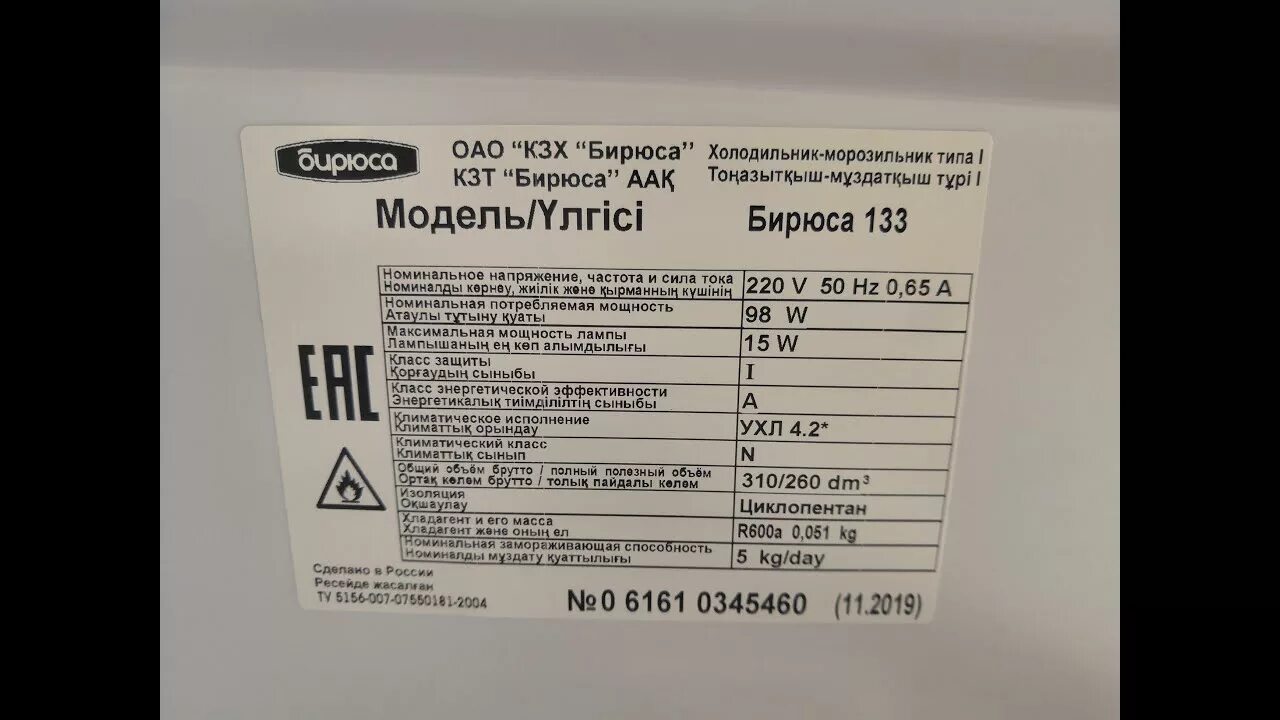 бирюса
ОАО "КЗХ "Бирюса"
КЗТ "Бирюса" ААҚ
Холодильник-морозильник типа I
Тоңазытқыш-мұздатқыш түрі I
Модель/Үлгісі Бирюса 133
Номинальное напряжение, частота и сила тока
Номиналды көрнеу, жиілік және қырманның күшінің
220 V 50 Hz 0,65 A
Номинальная потребляемая мощность
Атаулы тұтыну қуаты
98 W
Максимальная мощность лампы
Лампышаның ең көп алымдылығы
15 W
Класс защиты
Қорғаудың сыныбы
I
Класс энергетической эффективности
Энергетикалық тиімділілтің сыныбы
A
Климатическое исполнение
Климаттық орындау
УХЛ 4.2*
Климатический класс
Климаттық сынып
N
Общий объём брутто / полный полезный объём
Ортақ көлем брутто / толық пайдалы көлем
310/260 dm³
Изоляция
Оқшаулау
Циклопентан
Хладагент и его масса
Хладагент және оның ел
R600a 0,051 kg
Номинальная замораживающая способность
Номиналды мұздату қуаттылығы
5 kg/day
EAC
Сделано в России
Ресейде жасалған
ТУ 5156-007-07550181-2004
№0 6161 0345460 (11.2019)